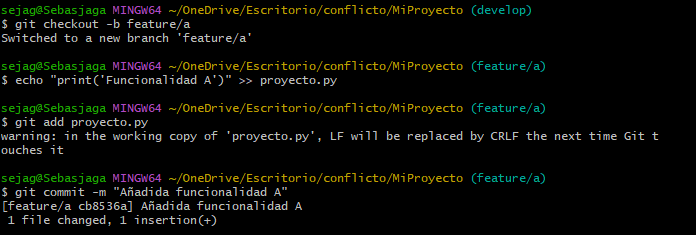 sejag@Sebasjaga MINGW64 ~/OneDrive/Escritorio/conflicto/MiProyecto (develop)
$ git checkout -b feature/a
Switched to a new branch 'feature/a'
sejag@Sebasjaga MINGW64 ~/OneDrive/Escritorio/conflicto/MiProyecto (feature/a)
$ echo "print('Funcionalidad A')" >> proyecto.py
sejag@Sebasjaga MINGW64 ~/OneDrive/Escritorio/conflicto/MiProyecto (feature/a)
$ git add proyecto.py
warning: in the working copy of 'proyecto.py', LF will be replaced by CRLF the next time Git t
ouches it
sejag@Sebasjaga MINGW64 ~/OneDrive/Escritorio/conflicto/MiProyecto (feature/a)
$ git commit -m "Añadida funcionalidad A"
[feature/a cb8536a] Añadida funcionalidad A
 1 file changed, 1 insertion(+)